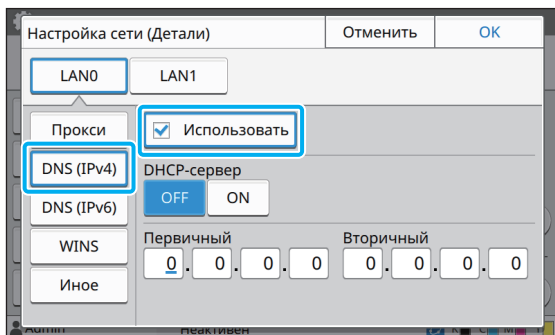 Настройка сети (Детали) Отменить OK
LAN0 LAN1
Прокси Использовать
DNS (IPv4) DHCP-сервер
OFF ON
DNS (IPv6)
WINS Первичный Вторичный
0. 0. 0. 0 0. 0. 0. 0
Иное
Admin Неактивен K C M Y